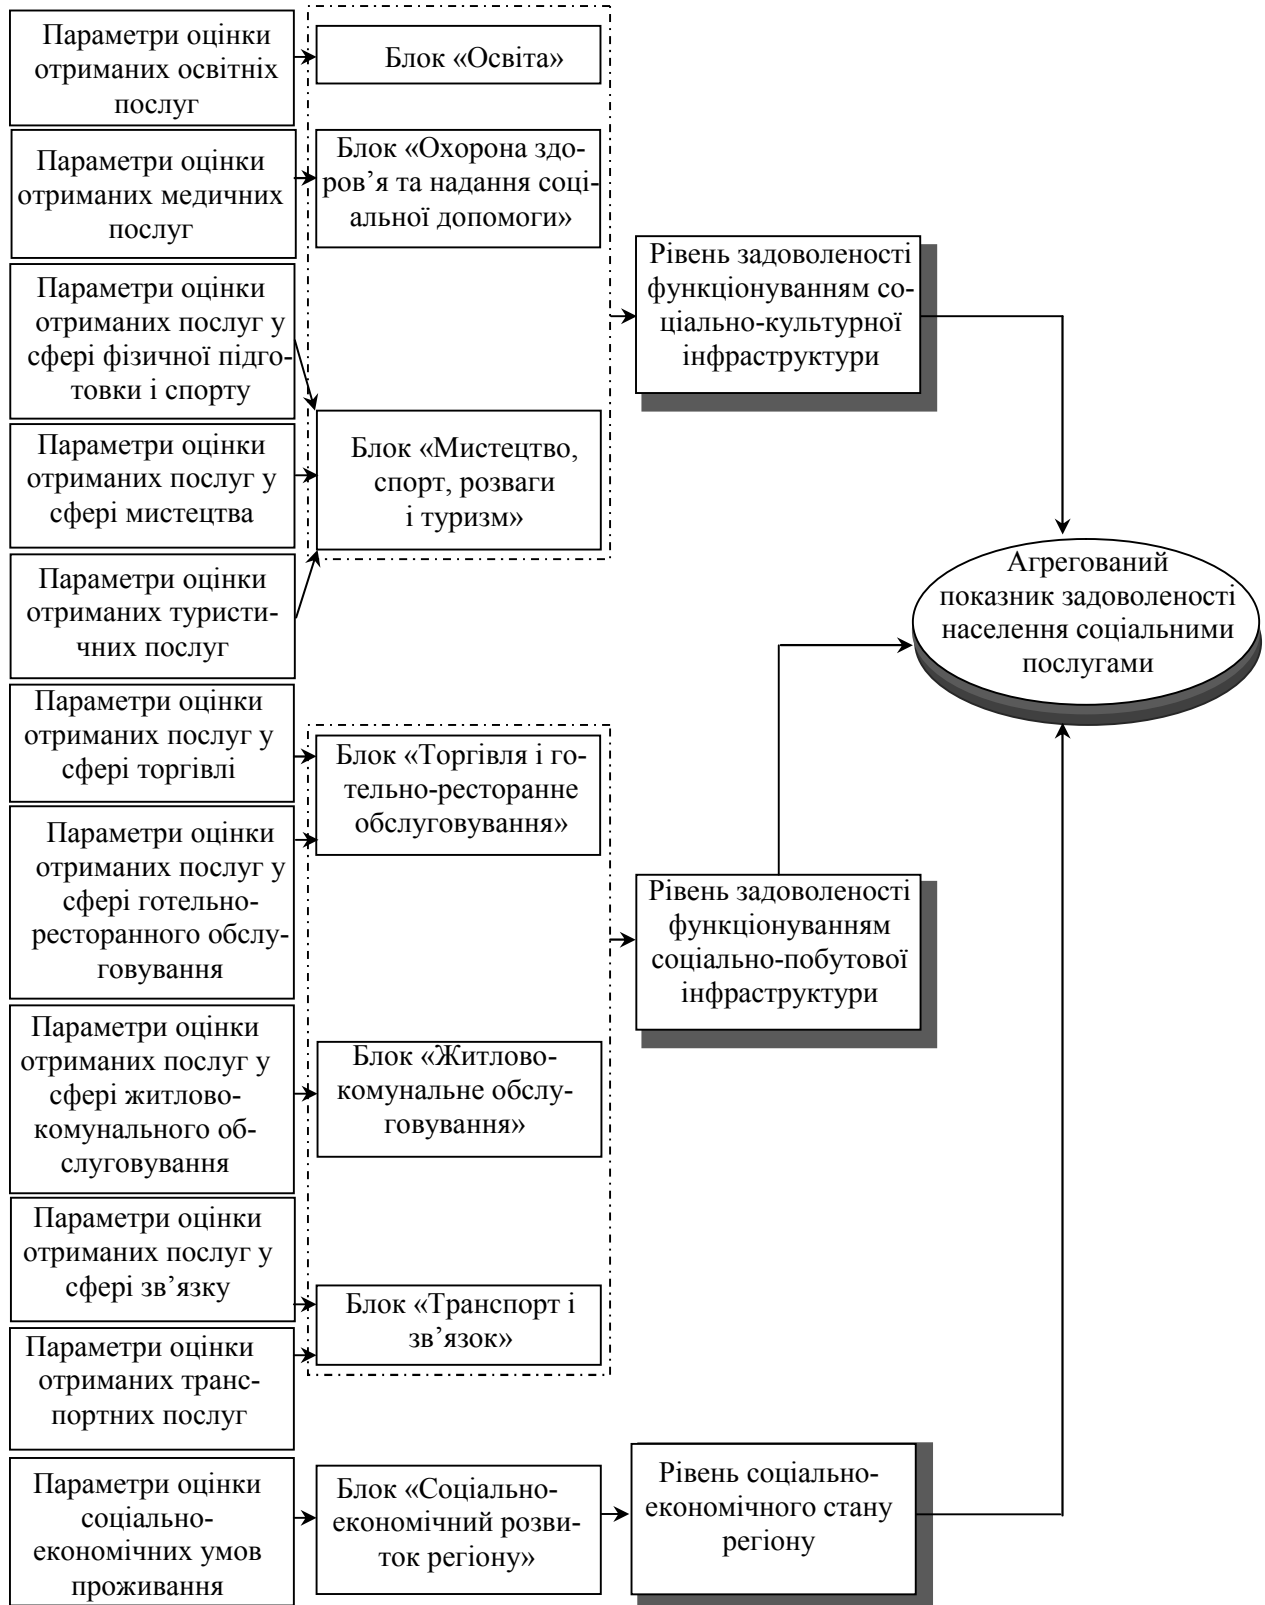 Параметри оцінки
отриманих освітніх
послуг
Блок «Освіта»
Параметри оцінки
отриманих медичних
послуг
Блок «Охорона здо-
ров’я та надання соці-
альної допомоги»
Параметри оцінки
отриманих послуг у
сфері фізичної підго-
товки і спорту
Параметри оцінки
отриманих послуг у
сфері мистецтва
Параметри оцінки
отриманих туристи-
чних послуг
Блок «Мистецтво,
спорт, розваги
і туризм»
Рівень задоволеності
функціонуванням со-
ціально-культурної
інфраструктури
Агрегований
показник задоволеності
населення соціальними
послугами
Параметри оцінки
отриманих послуг у
сфері торгівлі
Параметри оцінки
отриманих послуг у
сфері готельно-
ресторанного обслу-
говування
Блок «Торгівля і го-
тельно-ресторанне
обслуговування»
Параметри оцінки
отриманих послуг у
сфері житлово-
комунального об-
слуговування
Блок «Житлово-
комунальне обслу-
говування»
Рівень задоволеності
функціонуванням
соціально-побутової
інфраструктури
Параметри оцінки
отриманих послуг у
сфері зв’язку
Параметри оцінки
отриманих транс-
портних послуг
Блок «Транспорт і
зв’язок»
Параметри оцінки
соціально-
економічних умов
проживання
Блок «Соціально-
економічний розви-
ток регіону»
Рівень соціально-
економічного стану
регіону